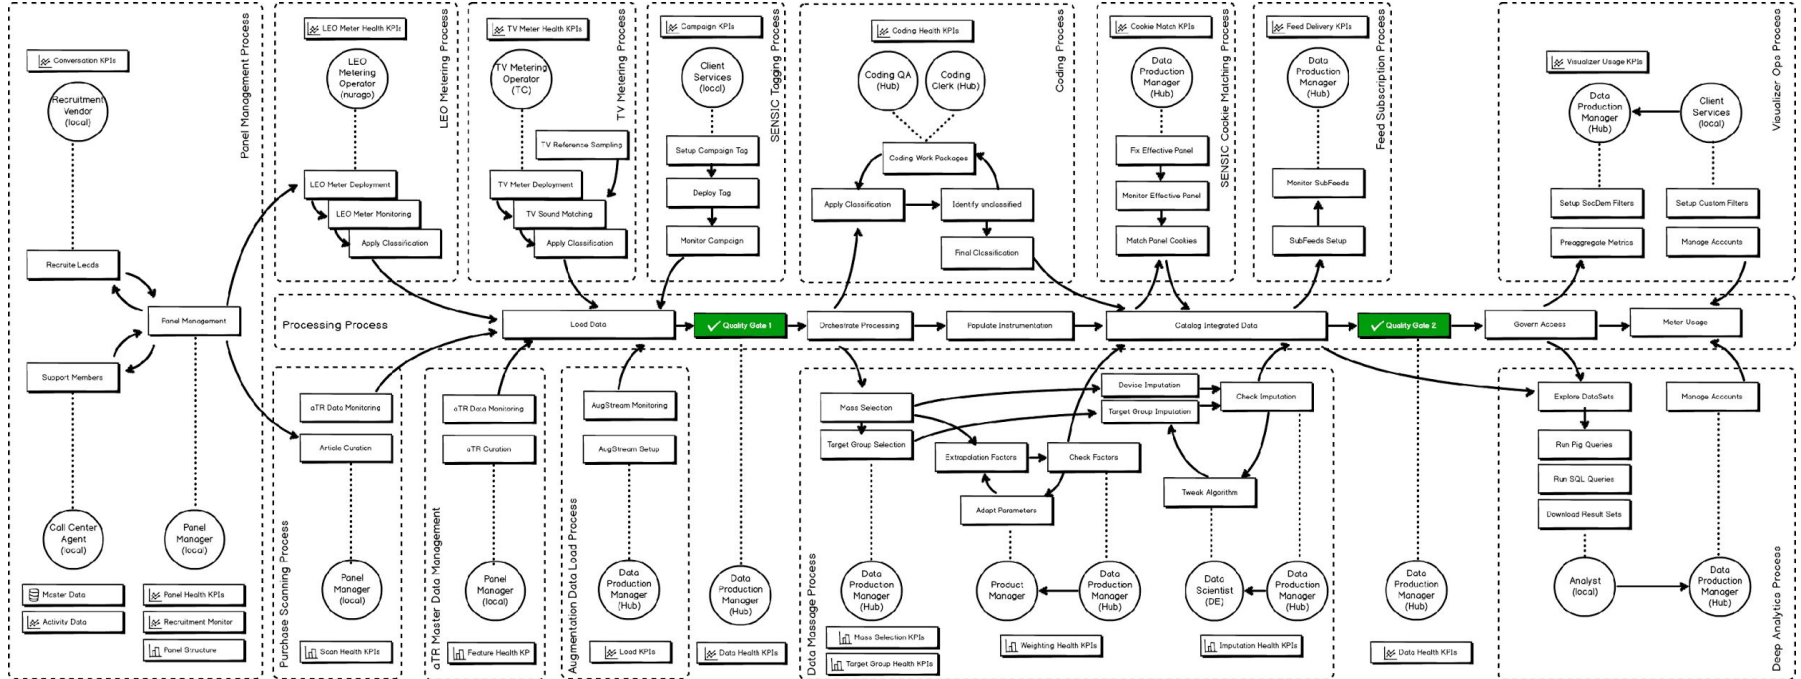 Panel Management Process
Conversation KPIs
Recruitment
Vendor
(local)
Recruite Leads
Panel Management
Support Members
Call Center
Agent
(local)
Panel
Manager
(local)
Master Data
Activity Data
Panel Health KPIs
Recruitment Monitor
Panel Structure
LEO Metering Process
LEO Meter Health KPIs
LEO
Metering
Operator
(nurago)
LEO Meter Deployment
LEO Meter Monitoring
Apply Classification
TV Metering Process
TV Meter Health KPIs
TV Metering
Operator
(TC)
TV Reference Sampling
TV Meter Deployment
TV Sound Matching
Apply Classification
SENSIC Tagging Process
Campaign KPIs
Client
Services
(local)
Setup Campaign Tag
Deploy Tag
Monitor Campaign
Coding Process
Coding Health KPIs
Coding QA
(Hub)
Coding
Clerk (Hub)
Coding Work Packages
Apply Classification
Identify unclassified
Final Classification
SENSIC Cookie Matching Process
Cookie Match KPIs
Data
Production
Manager
(Hub)
Fix Effective Panel
Monitor Effective Panel
Match Panel Cookies
Feed Subscription Process
Feed Delivery KPIs
Data
Production
Manager
(Hub)
Monitor SubFeeds
SubFeeds Setup
Visualizer Ops Process
Visualizer Usage KPIs
Data
Production
Manager
(Hub)
Client
Services
(local)
Setup SocDem Filters
Setup Custom Filters
Preaggregate Metrics
Manage Accounts
Processing Process
Load Data
Quality Gate 1
Orchestrate Processing
Populate Instrumentation
Catalog Integrated Data
Quality Gate 2
Govern Access
Meter Usage
Purchase Scanning Process
aTR Data Monitoring
Article Curation
Panel
Manager
(local)
Scan Health KPIs
aTR Master Data Management
aTR Data Monitoring
aTR Curation
Panel
Manager
(local)
Feature Health KP
Augmentation Data Load Process
AugStream Monitoring
AugStream Setup
Data
Production
Manager
(Hub)
Load KPIs
Data
Production
Manager
(Hub)
Data Health KPIs
Data Massage Process
Mass Selection
Target Group Selection
Device Imputation
Target Group Imputation
Check Imputation
Extrapolation Factors
Check Factors
Adapt Parameters
Tweak Algorithm
Data
Production
Manager
(Hub)
Product
Manager
Data
Production
Manager
(Hub)
Data
Scientist
(DE)
Data
Production
Manager
(Hub)
Mass Selection KPIs
Target Group Health KPIs
Weighting Health KPIs
Imputation Health KPIs
Data
Production
Manager
(Hub)
Data Health KPIs
Deep Analytics Process
Explore DataSets
Manage Accounts
Run Pig Queries
Run SQL Queries
Download Result Sets
Analyst
(local)
Data
Production
Manager
(Hub)